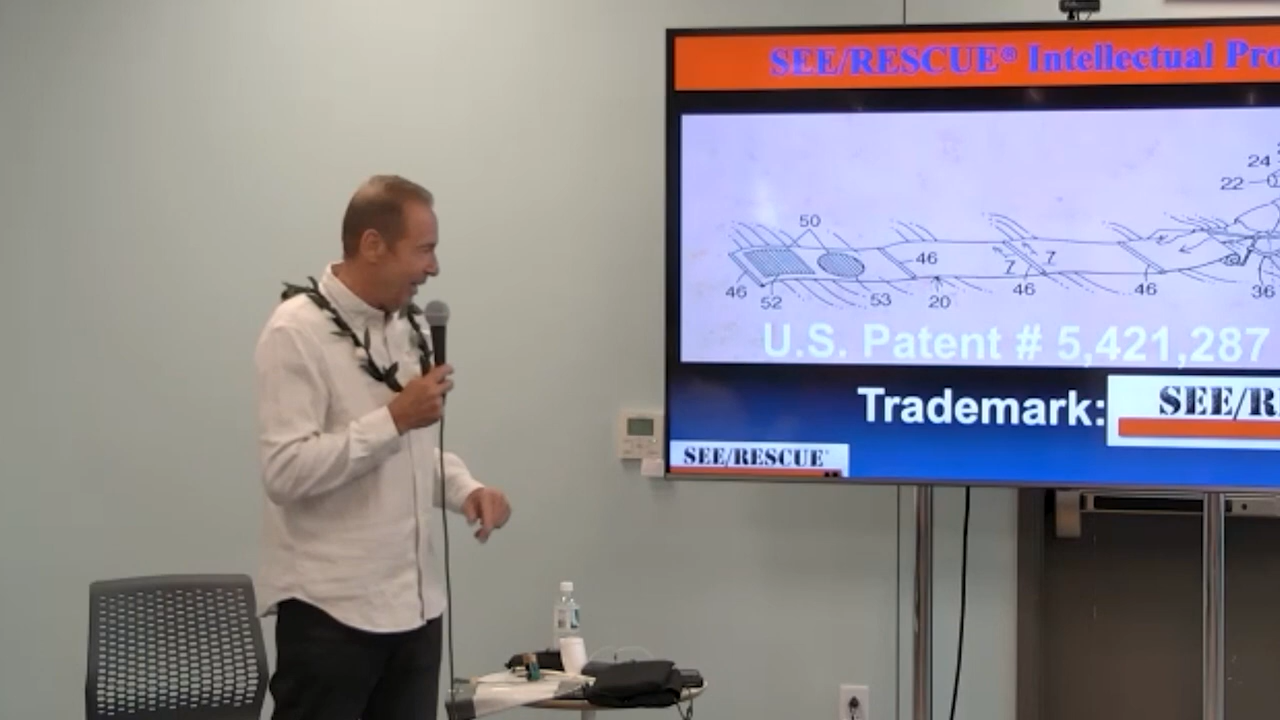 SEE/RESCUE® Intellectual Pro
24
22
50
46
7
7
46
52
53
20
46
46
36
U.S. Patent # 5,421,287
Trademark:
SEE/R
SEE/RESCUE